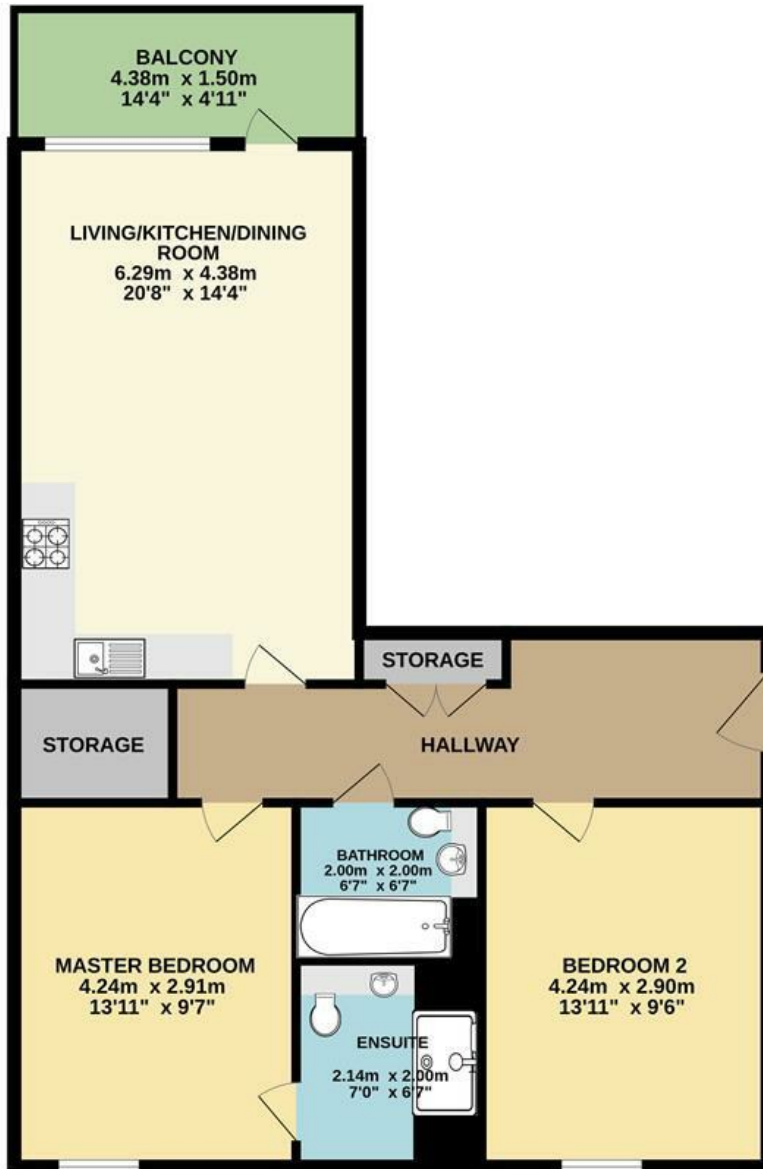 BALCONY
4.38m x 1.50m
14'4" x 4'11"
LIVING/KITCHEN/DINING
ROOM
6.29m x 4.38m
20'8" x 14'4"
STORAGE
STORAGE
HALLWAY
BATHROOM
2.00m x 2.00m
6'7" x 6'7"
MASTER BEDROOM
4.24m x 2.91m
13'11" x 9'7"
BEDROOM 2
4.24m x 2.90m
13'11" x 9'6"
ENSUITE
2.14m x 2.00m
7'0" x 6'7"